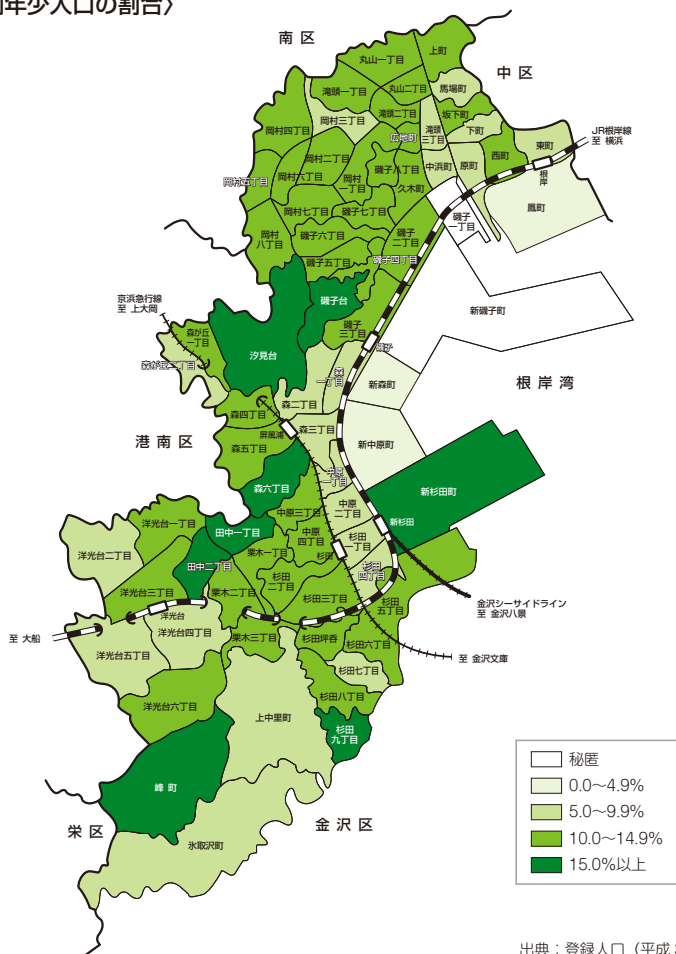 別年少人口の割合〉
南 区
中 区
上町
丸山一丁目
丸山二丁目
馬場町
滝頭一丁目
滝頭二丁目
坂下町
岡村三丁目
滝頭
三丁目
下町
岡村四丁目
広地町
東町
JR根岸線
至 横浜
岡村二丁目
中浜町
原町
西町
根岸
岡村五丁目
岡村六丁目
岡村
一丁目
磯子八丁目
久木町
鳳町
岡村七丁目
磯子七丁目
磯子
一丁目
岡村
八丁目
磯子六丁目
磯子
二丁目
磯子五丁目
磯子四丁目
磯子台
新磯子町
京浜急行線
至 上大岡
森が丘
一丁目
磯子
三丁目
磯子
汐見台
森が丘二丁目
森
一丁目
新森町
根 岸 湾
森二丁目
森四丁目
港 南 区
屏風浦
森三丁目
新中原町
森五丁目
森六丁目
中原
一丁目
新杉田町
中原
二丁目
中原三丁目
新杉田
洋光台一丁目
田中一丁目
中原
四丁目
杉田
一丁目
洋光台二丁目
栗木一丁目
杉田
田中二丁目
杉田
四丁目
杉田
二丁目
洋光台三丁目
栗木二丁目
杉田三丁目
杉田
五丁目
金沢シーサイドライン
至 金沢八景
洋光台
至 大船
洋光台四丁目
栗木三丁目
杉田坪呑
杉田六丁目
洋光台五丁目
至 金沢文庫
杉田七丁目
洋光台六丁目
杉田八丁目
上中里町
杉田
九丁目
峰 町
栄 区
金 沢 区
氷取沢町
秘匿
0.0〜4.9%
5.0〜9.9%
10.0〜14.9%
15.0%以上
出典：登録人口（平成